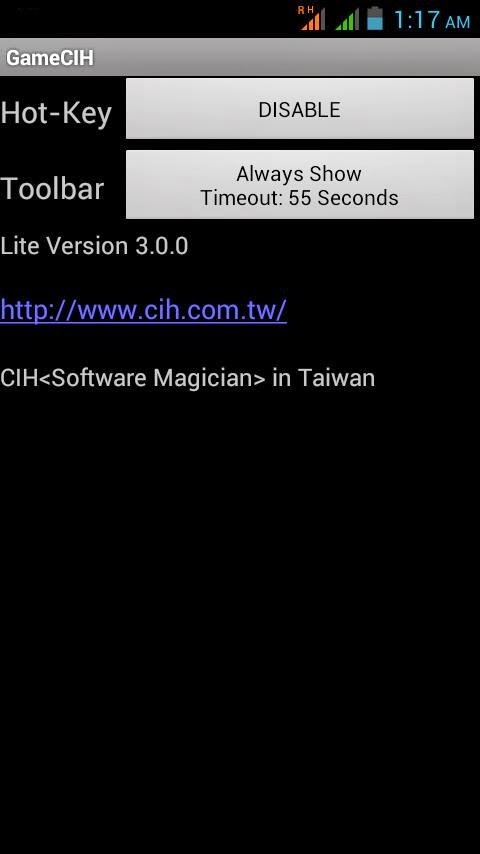 R H 1:17 AM
GameCIH
Hot-Key DISABLE
Toolbar Always Show
Timeout: 55 Seconds
Lite Version 3.0.0
http://www.cih.com.tw/
CIH<Software Magician> in Taiwan